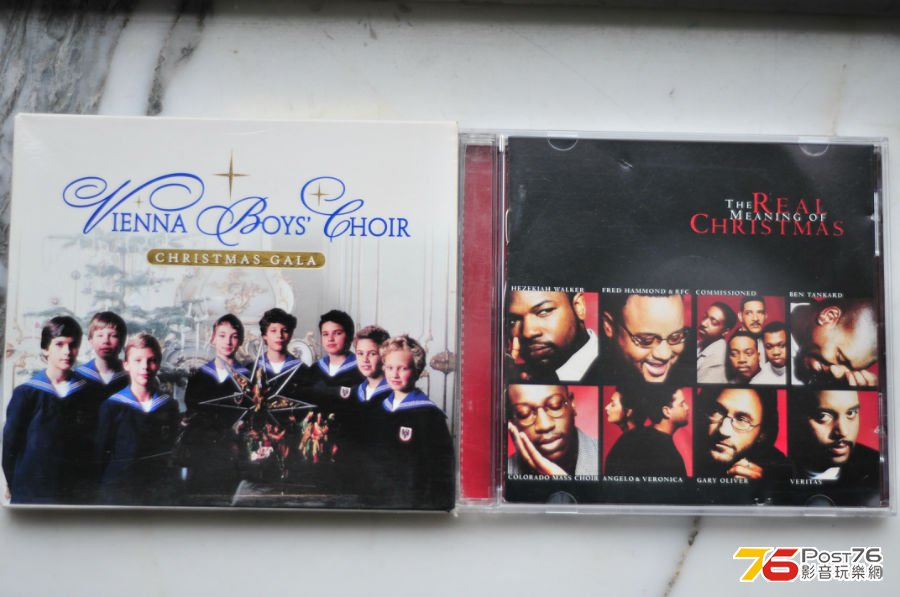 VIENNA BOYS' CHOIR
CHRISTMAS GALA
THE REAL
MEANING OF
CHRISTMAS
HEZEKIAH WALKER
FRED HAMMOND & RFC
COMMISSIONED
BEN TANKARD
COLORADO MASS CHOIR
ANGELO & VERONICA
GARY OLIVER
VERITAS
76 Post76
影音玩樂網